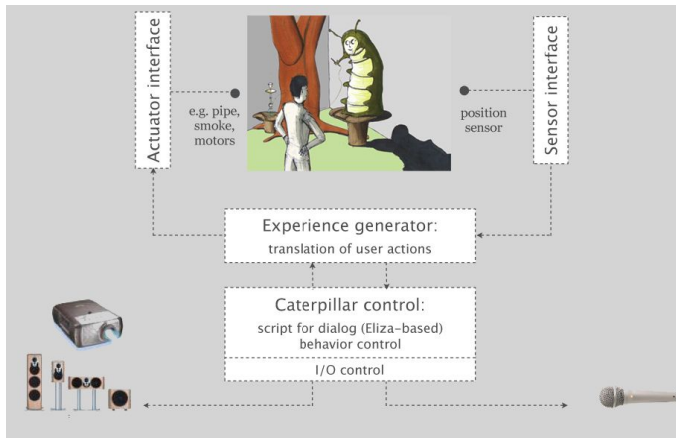 Actuator interface
e.g. pipe,
smoke,
motors
position
sensor
Sensor interface
Experience generator:
translation of user actions
Caterpillar control:
script for dialog (Eliza-based)
behavior control
I/O control